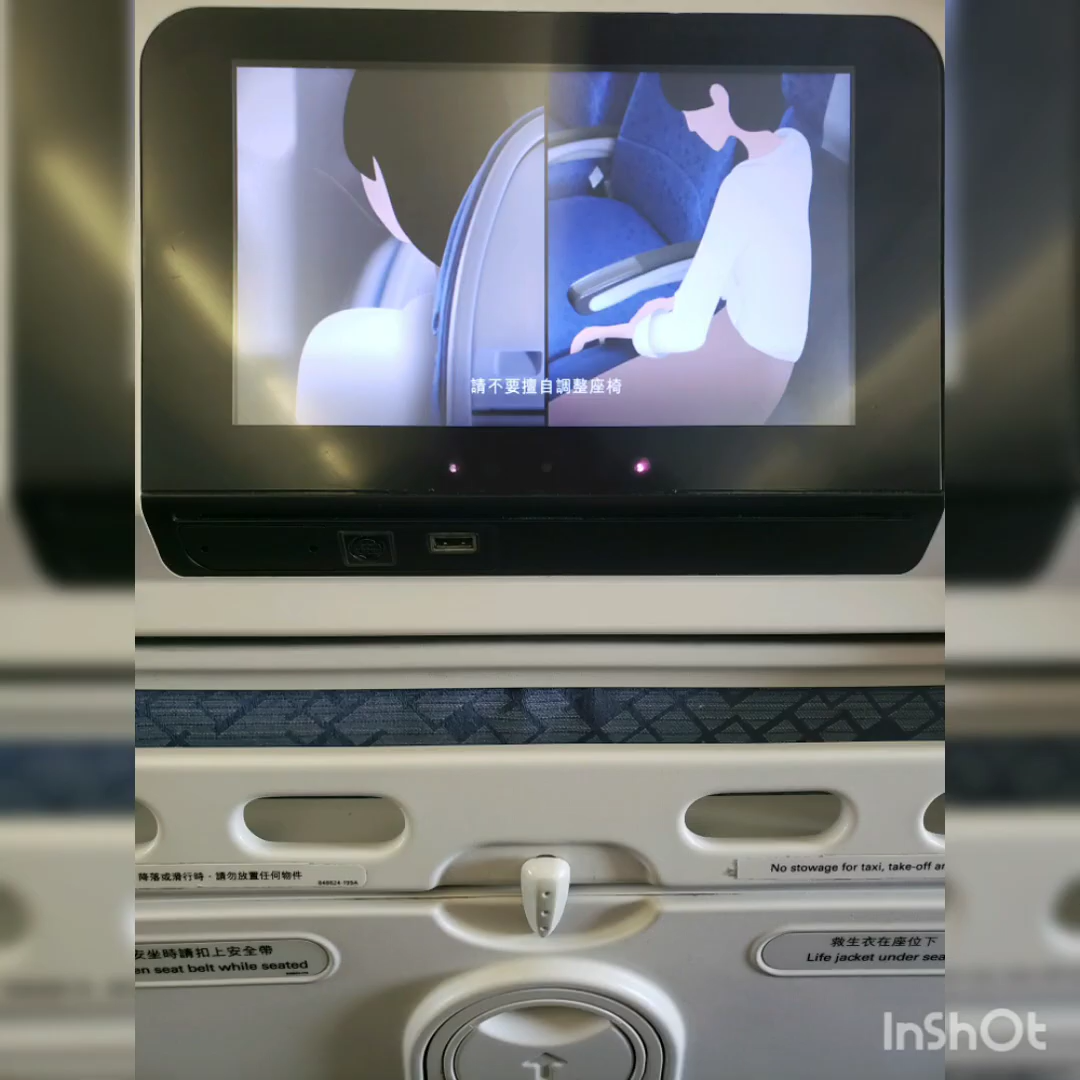 請不要擅自調整座椅
降落或滑行時，請勿放置任何物件
No stowage for taxi, take-off
安坐時請扣上安全帶
seat belt while seated
救生衣在座位下
Life jacket under
InShOt